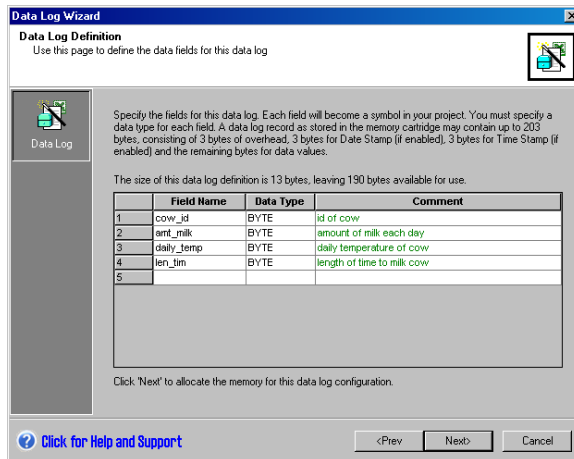 Data Log Wizard
Data Log Definition
Use this page to define the data fields for this data log
Data Log
Specify the fields for this data log. Each field will become a symbol in your project. You must specify a
data type for each field. A data log record as stored in the memory cartridge may contain up to 203
bytes, consisting of 3 bytes of overhead, 3 bytes for Date Stamp (if enabled), 3 bytes for Time Stamp (if
enabled) and the remaining bytes for data values.
The size of this data log definition is 13 bytes, leaving 190 bytes available for use.
Field Name Data Type Comment
1 cow_id BYTE id of cow
2 amt_milk BYTE amount of milk each day
3 daily_temp BYTE daily temperature of cow
4 len_tim BYTE length of time to milk cow
5
Click 'Next' to allocate the memory for this data log configuration.
Click for Help and Support
<Prev Next> Cancel